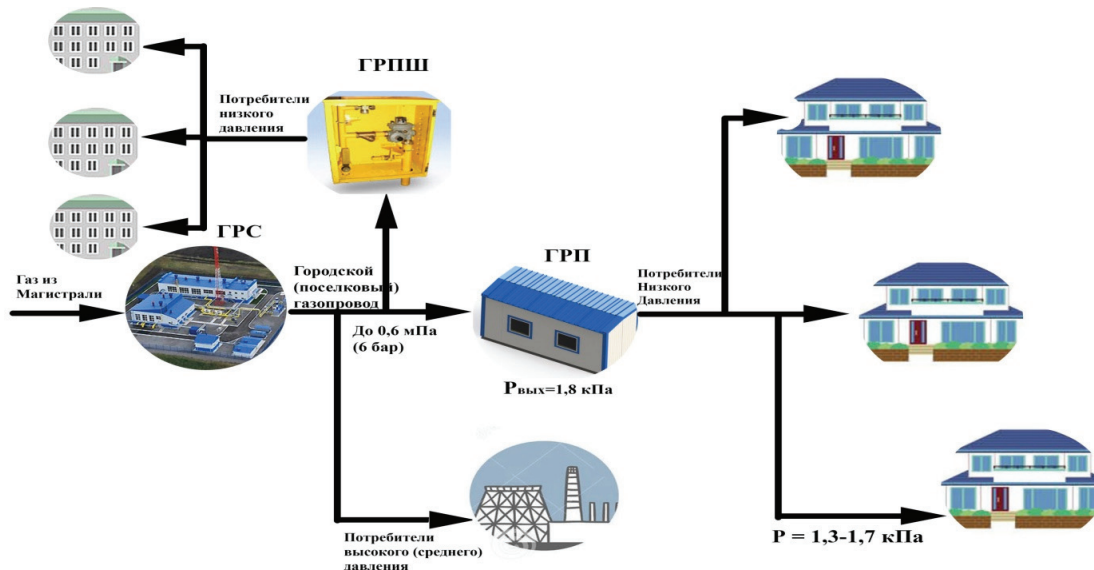 ГРПШ
Потребители
низкого
давления
ГРС
Газ из
Магистрали
Городской
(поселковый)
газопровод
До 0,6 мПа
(6 бар)
ГРП
Рвых=1,8 кПа
Потребители
Низкого
Давления
Потребители
высокого (среднего)
давления
Р = 1,3-1,7 кПа